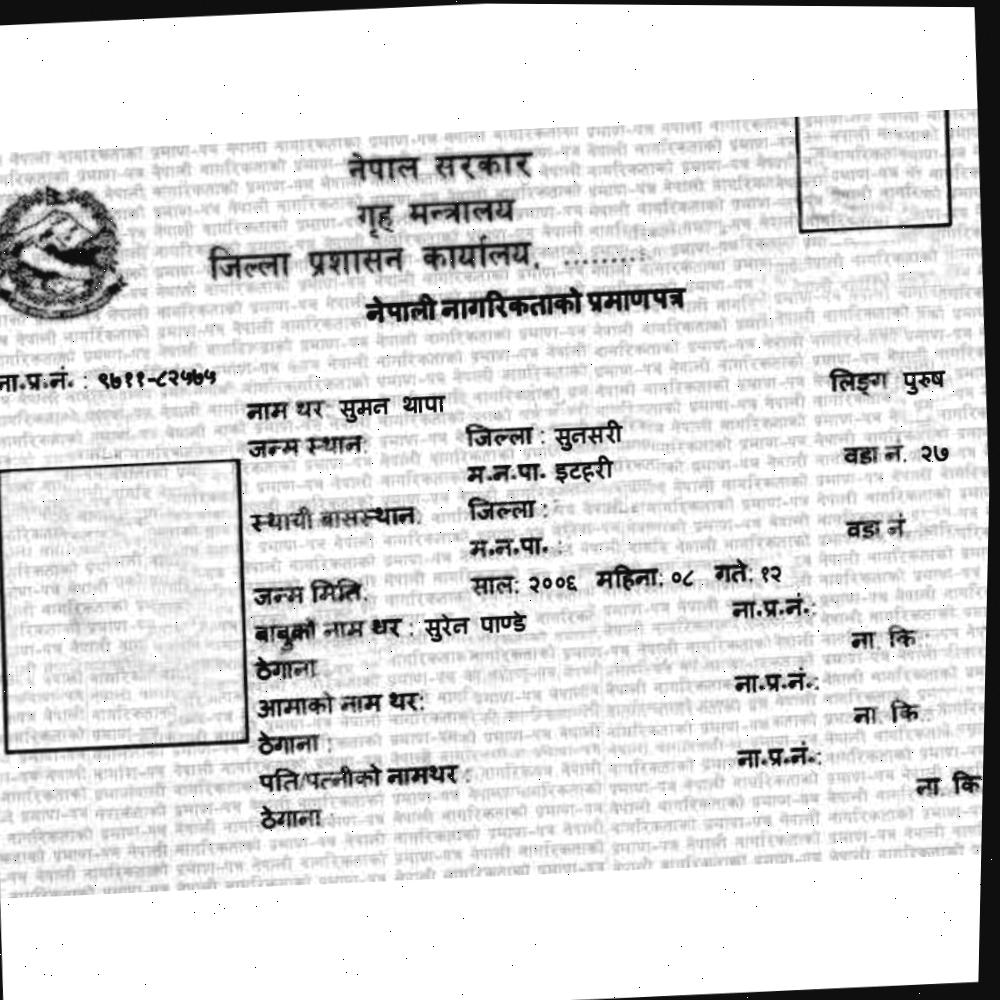 नेपाल सरकार
गृह मन्त्रालय
जिल्ला प्रशासन कार्यालय, .........
नेपाली नागरिकताको प्रमाणपत्र
ना.प्र.नं. : ९७११-८२५७५
लिङ्ग पुरुष
नाम थर सुमन थापा
जन्म स्थान: जिल्ला : सुनसरी
म.न.पा. इटहरी वडा नं. २७
स्थायी बासस्थान: जिल्ला :
म.न.पा. : वडा नं
जन्म मिति: साल: २००६ महिना: ०८ गते: १२
बाबुको नाम थर : सुरेन पाण्डे ना.प्र.नं.:
ठेगाना ना. कि :
आमाको नाम थर: ना.प्र.नं.:
ठेगाना : ना. कि :
पति/पत्नीको नामथर : ना.प्र.नं.:
ठेगाना : ना. कि